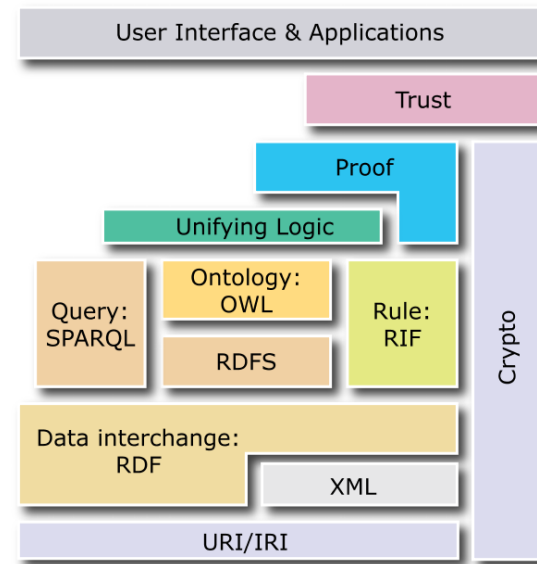 User Interface & Applications
Trust
Proof
Unifying Logic
Query:
SPARQL
Ontology:
OWL
RDFS
Rule:
RIF
Crypto
Data interchange:
RDF
XML
URI/IRI